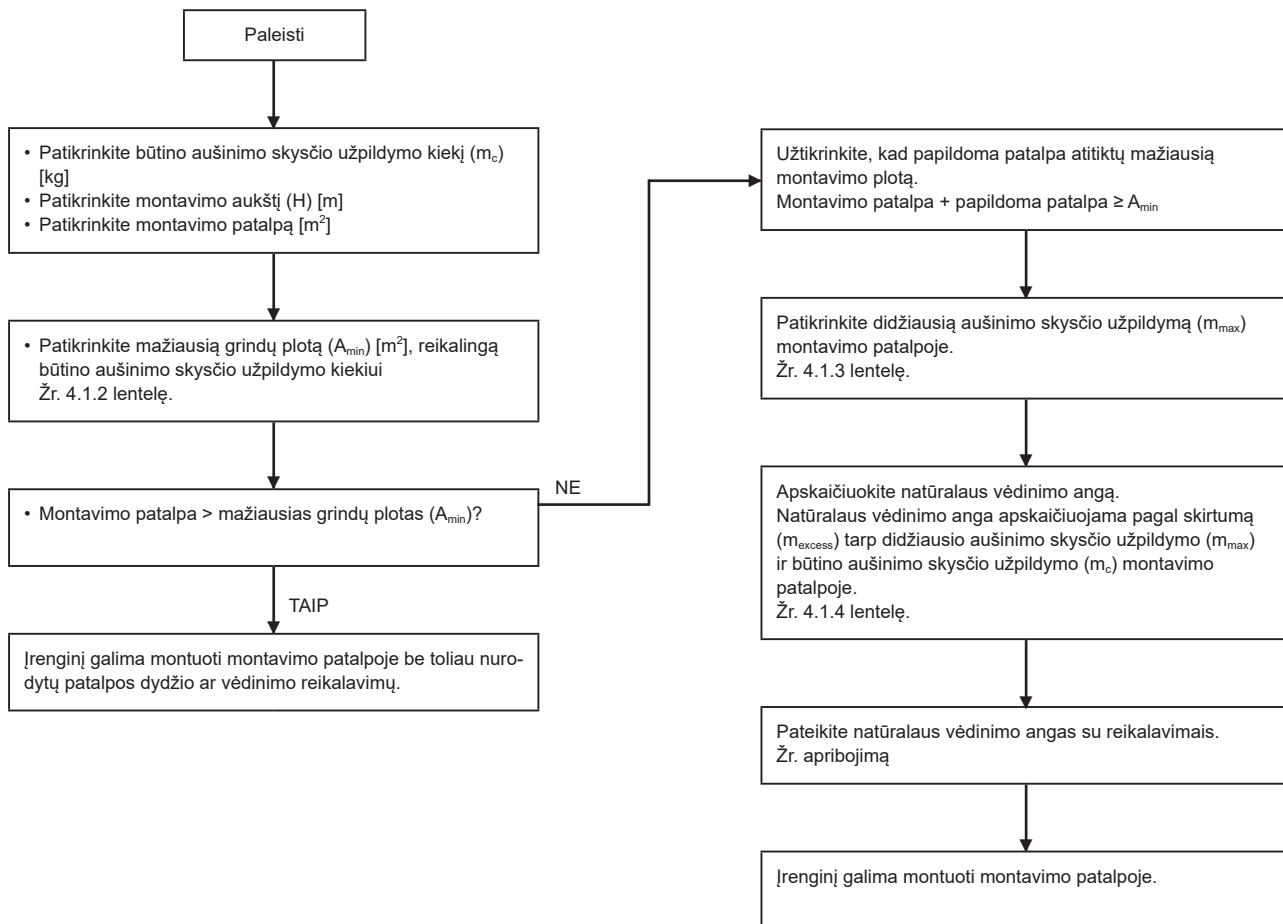 Paleisti
• Patikrinkite būtino aušinimo skysčio užpildymo kiekį (mc)
[kg]
• Patikrinkite montavimo aukštį (H) [m]
• Patikrinkite montavimo patalpą [m²]
• Patikrinkite mažiausią grindų plotą (Amin) [m²], reikalingą
būtino aušinimo skysčio užpildymo kiekiui
Žr. 4.1.2 lentelę.
• Montavimo patalpa > mažiausias grindų plotas (Amin)?
NE
TAIP
Įrenginį galima montuoti montavimo patalpoje be toliau nuro-
dytų patalpos dydžio ar vėdinimo reikalavimų.
Užtikrinkite, kad papildoma patalpa atitiktų mažiausią
montavimo plotą.
Montavimo patalpa + papildoma patalpa ≥ Amin
Patikrinkite didžiausią aušinimo skysčio užpildymą (mmax)
montavimo patalpoje.
Žr. 4.1.3 lentelę.
Apskaičiuokite natūralaus vėdinimo angą.
Natūralaus vėdinimo anga apskaičiuojama pagal skirtumą
(mexcess) tarp didžiausio aušinimo skysčio užpildymo (mmax)
ir būtino aušinimo skysčio užpildymo (mc) montavimo
patalpoje.
Žr. 4.1.4 lentelę.
Pateikite natūralaus vėdinimo angas su reikalavimais.
Žr. apribojimą
Įrenginį galima montuoti montavimo patalpoje.